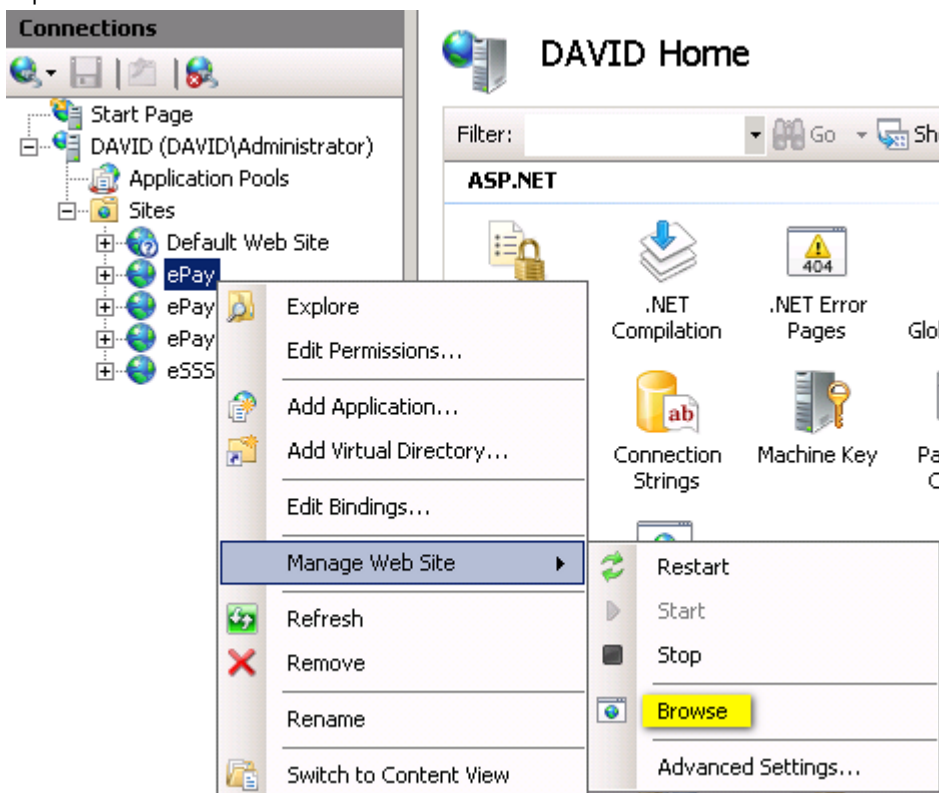 Connections
Start Page
DAVID (DAVID\Administrator)
Application Pools
Sites
Default Web Site
ePay
ePay
ePay
eSSS
DAVID Home
Filter:
Go
Sh
ASP.NET
.NET
Compilation
404
.NET Error
Pages
Glo
ab
Connection
Strings
Machine Key
Pa
C
Explore
Edit Permissions...
Add Application...
Add Virtual Directory...
Edit Bindings...
Manage Web Site
Refresh
Remove
Rename
Switch to Content View
Restart
Start
Stop
Browse
Advanced Settings...